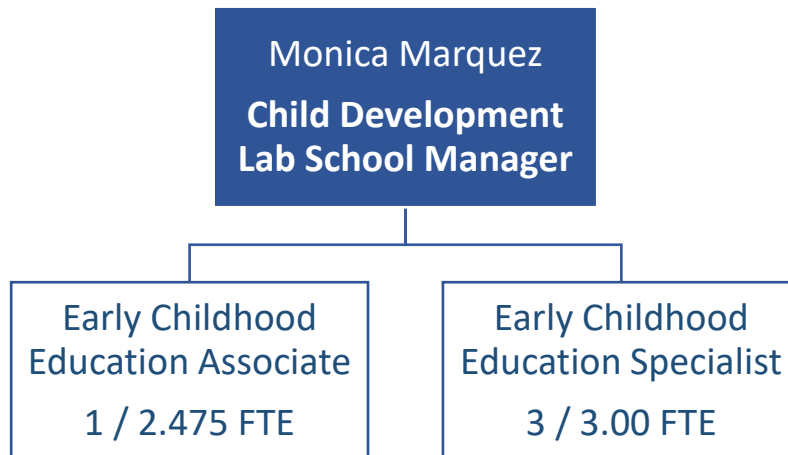 Monica Marquez
Child Development
Lab School Manager
Early Childhood
Education Associate
1 / 2.475 FTE
Early Childhood
Education Specialist
3 / 3.00 FTE